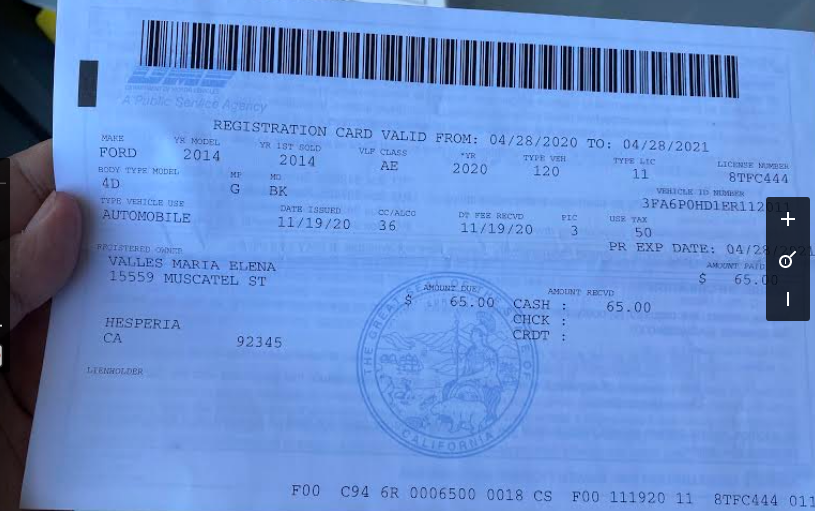 DMV
A Public Service Agency
REGISTRATION CARD VALID FROM: 04/28/2020 TO: 04/28/2021
MAKE YR MODEL YR 1ST SOLD VLF CLASS *YR TYPE VEH TYPE LIC LICENSE NUMBER
FORD 2014 2014 AE 2020 120 11 8TFC444
BODY TYPE MODEL MP MO VEHICLE ID NUMBER
4D G BK 3FA6P0HD1ER112011
TYPE VEHICLE USE DATE ISSUED CC/ALCO DT FEE RECVD PIC USE TAX
AUTOMOBILE 11/19/20 36 11/19/20 3 50
PR EXP DATE: 04/28/2021
REGISTERED OWNER AMOUNT PAID
VALLES MARIA ELENA $ 65.00
15559 MUSCATEL ST
AMOUNT DUE AMOUNT RECVD
$ 65.00 CASH : 65.00
CHCK :
CRDT :
HESPERIA
CA 92345
LIENHOLDER
THE GREAT SEAL OF THE STATE OF CALIFORNIA
F00 C94 6R 0006500 0018 CS F00 111920 11 8TFC444 011